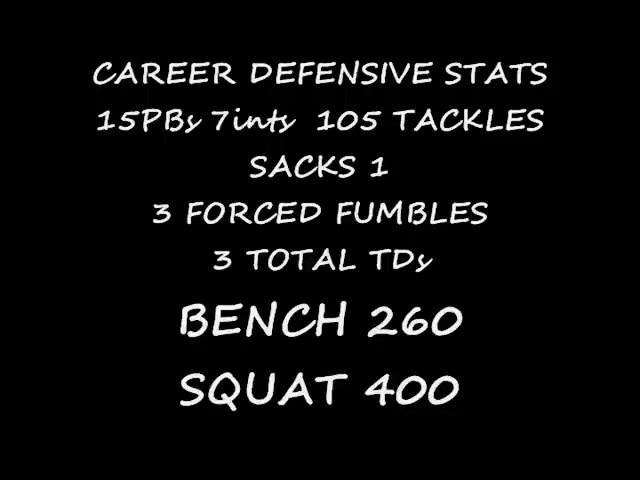 CAREER DEFENSIVE STATS
15PBs 7ints 105 TACKLES
SACKS 1
3 FORCED FUMBLES
3 TOTAL TDs
BENCH 260
SQUAT 400